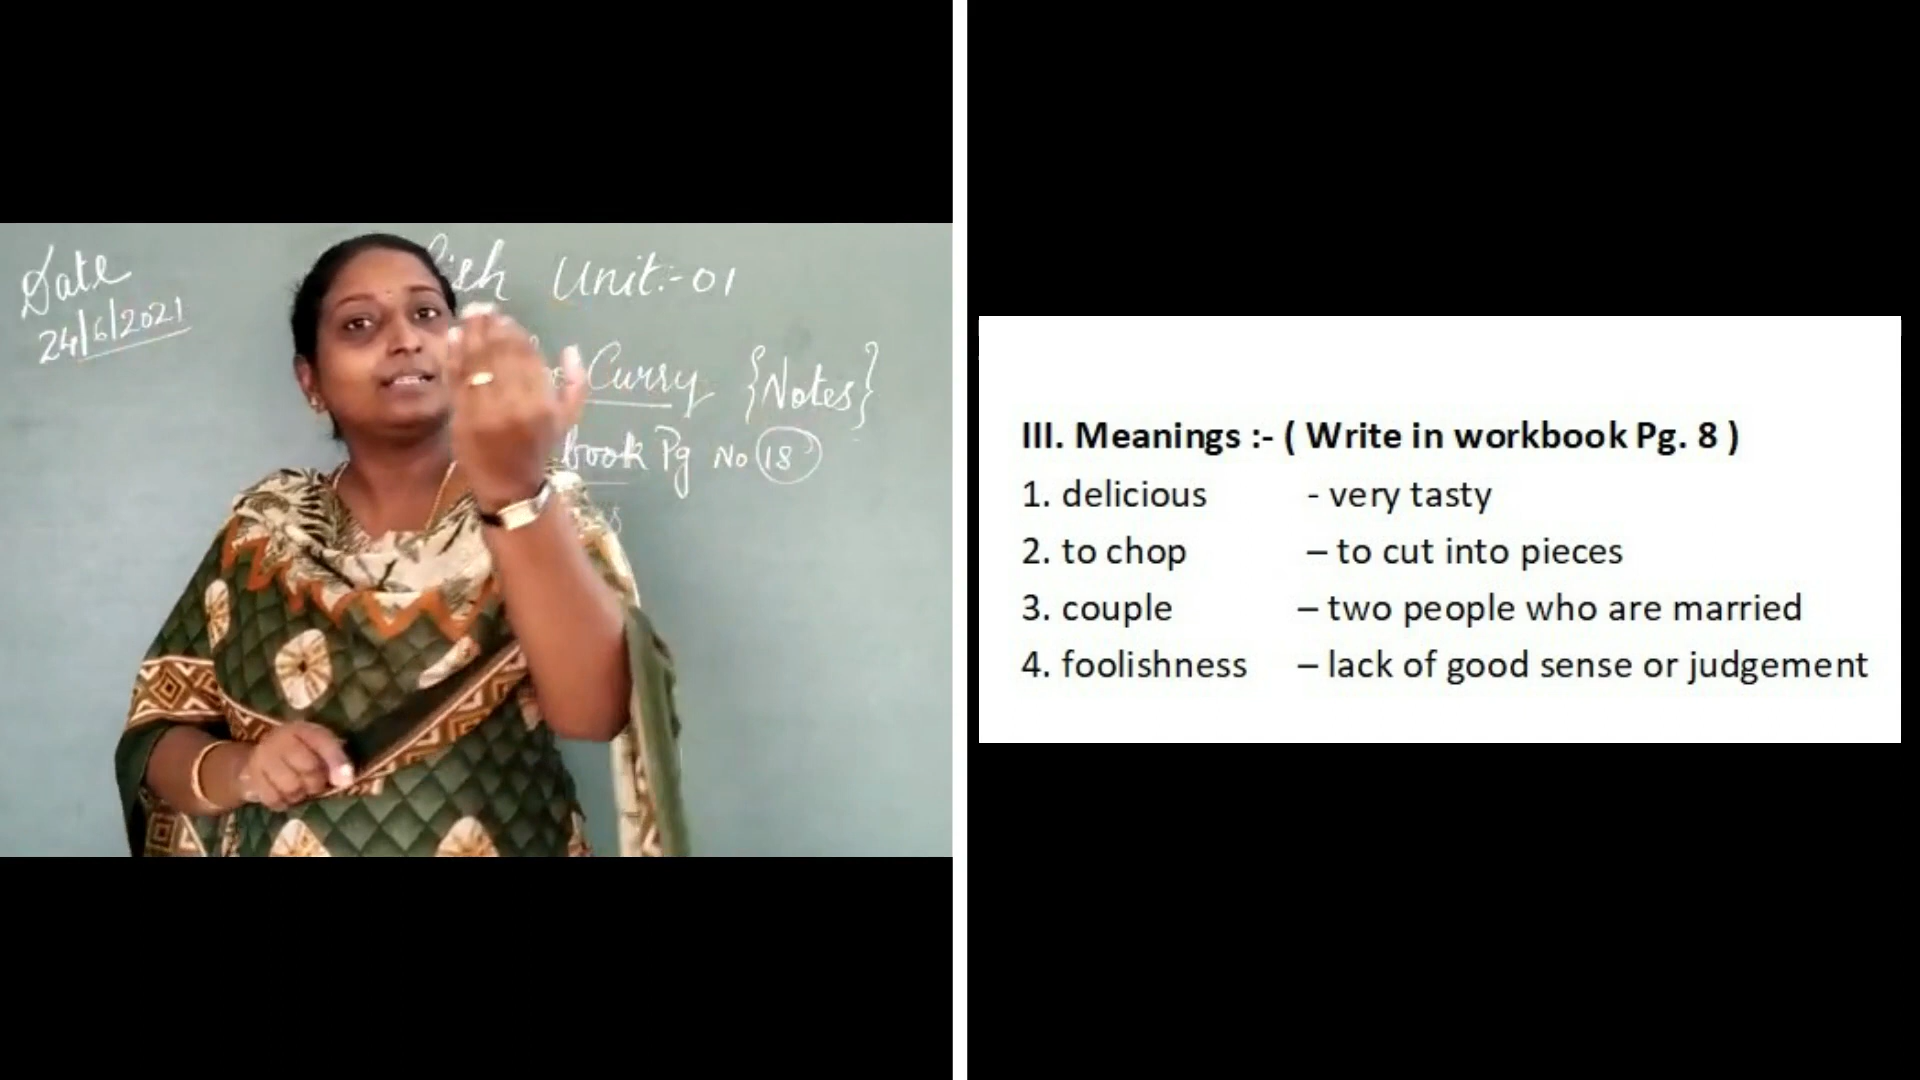 Date
24/6/2021
Unit:-01
Curry {Notes}
book Pg No 18
III. Meanings :- ( Write in workbook Pg. 8 )
1. delicious - very tasty
2. to chop – to cut into pieces
3. couple – two people who are married
4. foolishness – lack of good sense or judgement